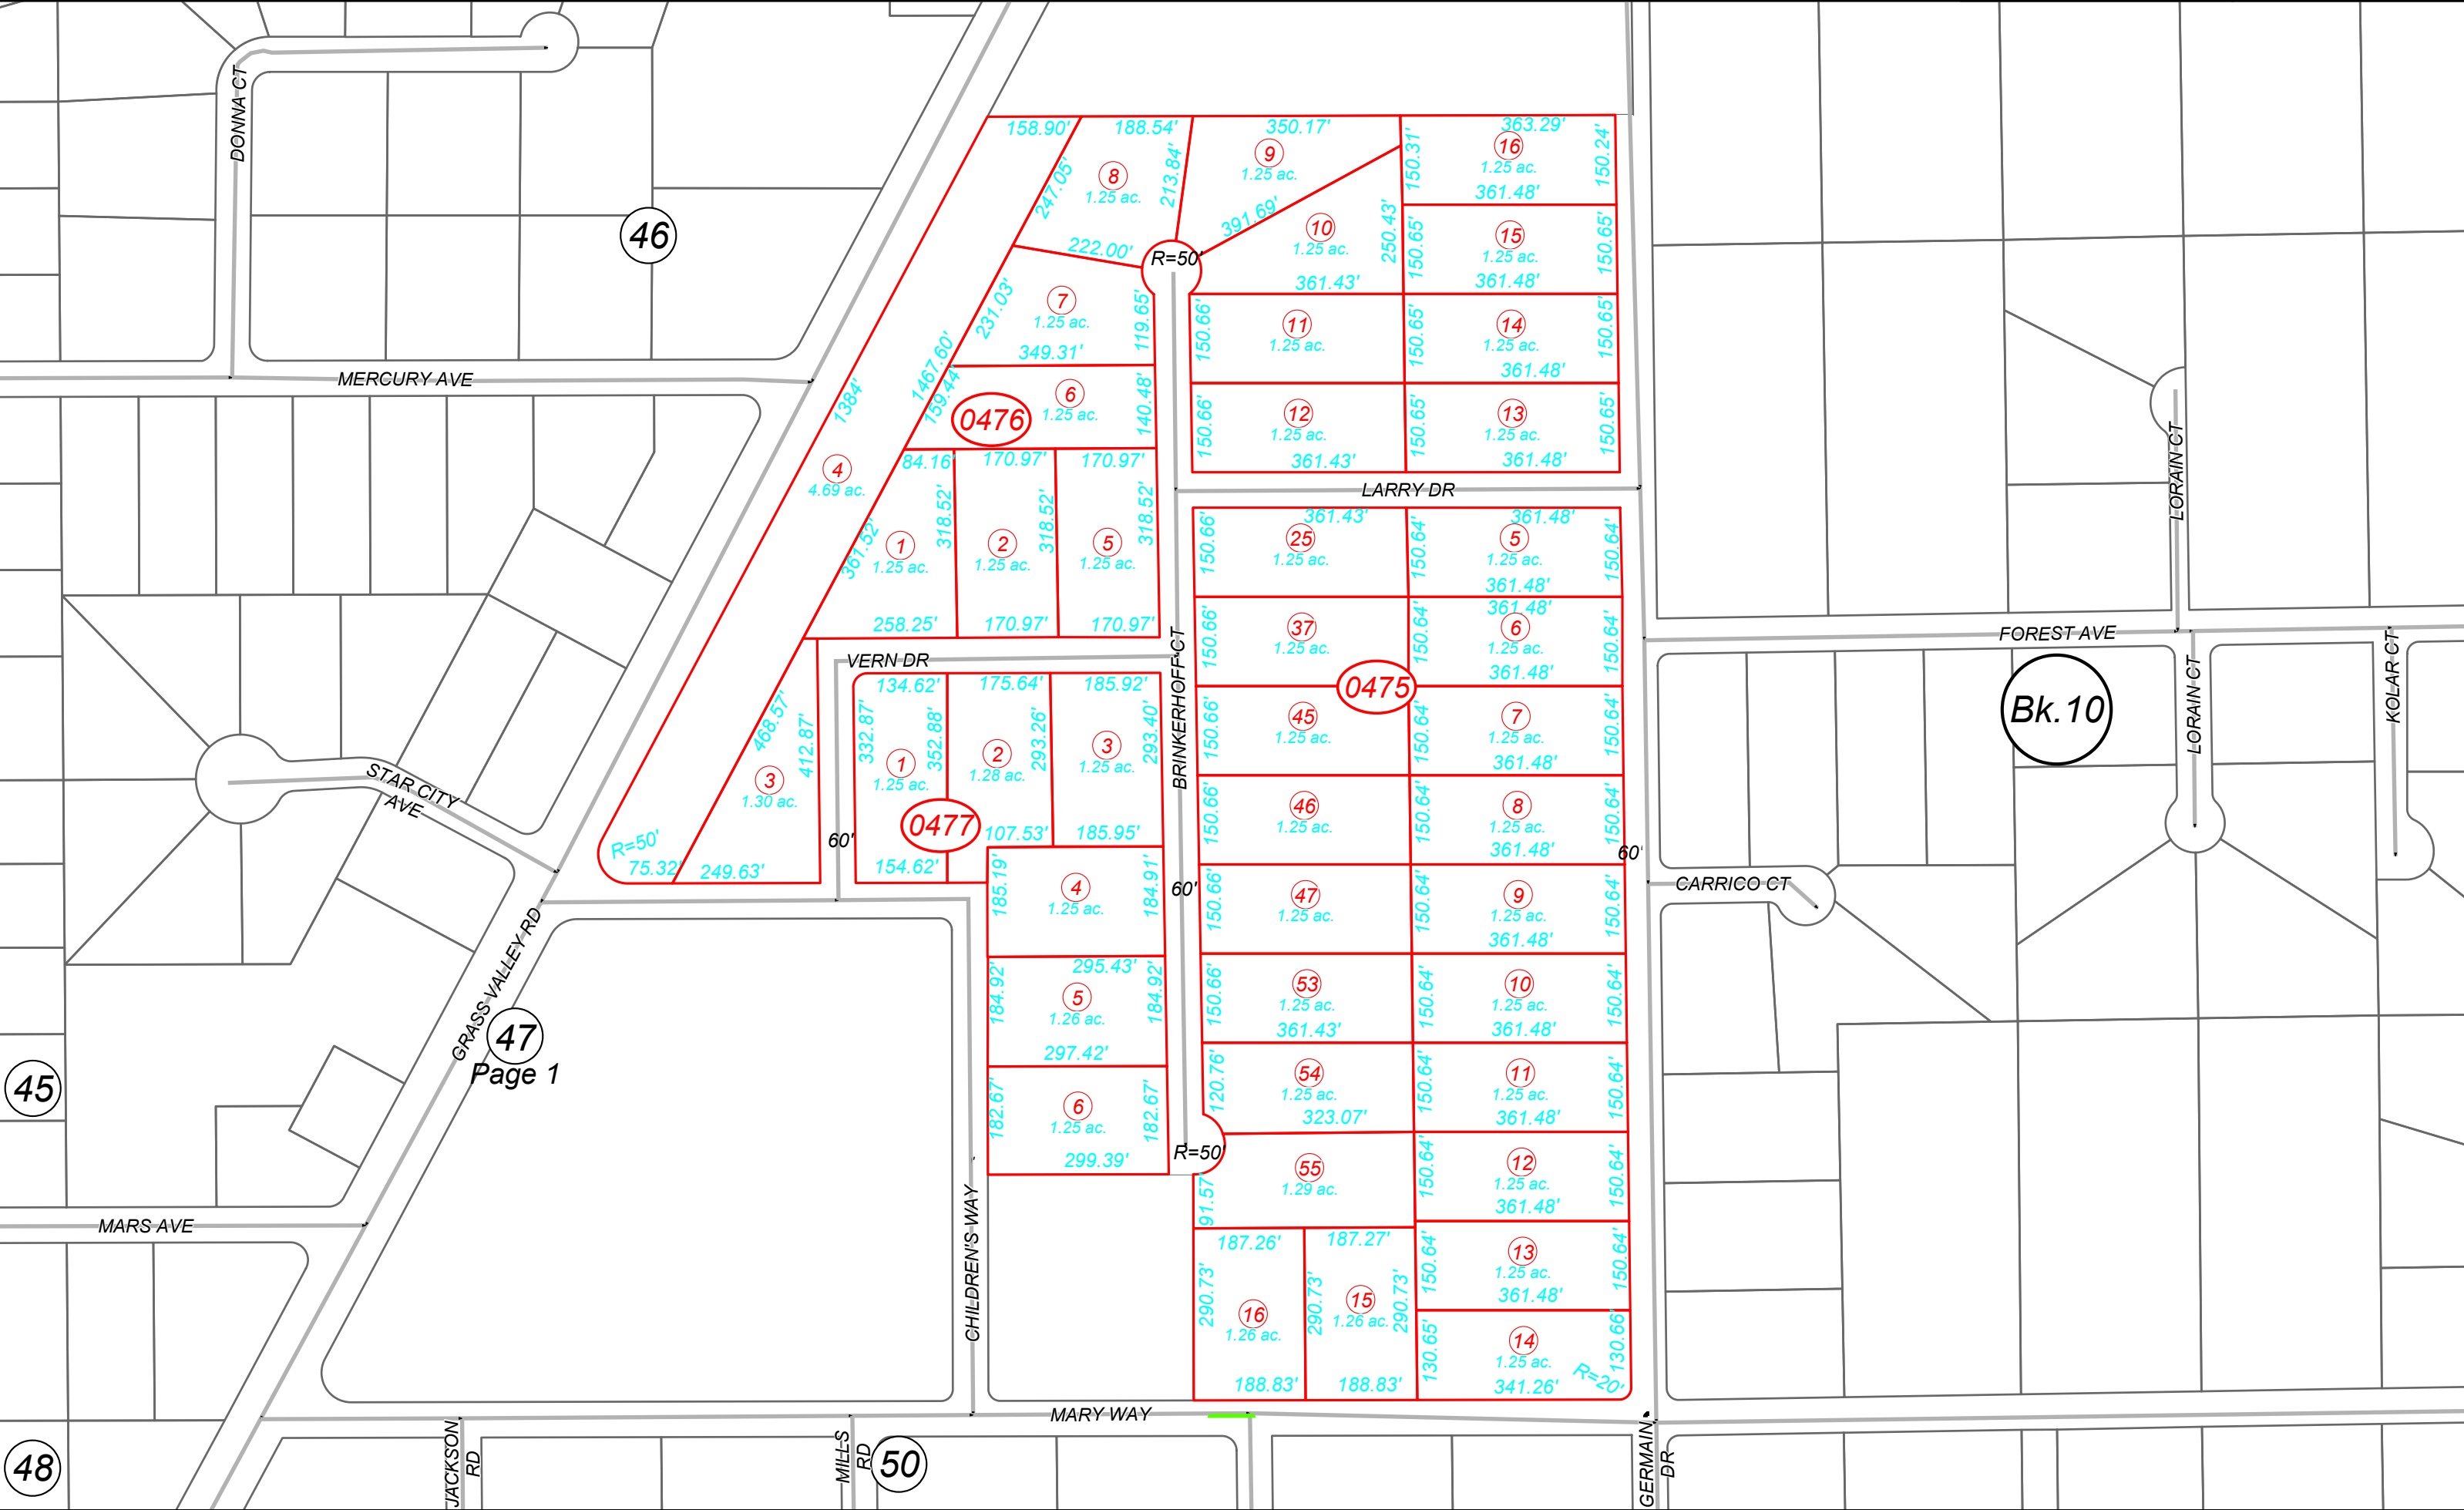 DONNA CT
46
MERCURY AVE
158.90'
188.54'
350.17'
363.29'
247.05'
8
1.25 ac.
213.84'
9
1.25 ac.
150.31'
16
1.25 ac.
150.24'
361.48'
391.69'
222.00'
R=50'
10
1.25 ac.
250.43'
361.43'
150.65'
15
1.25 ac.
150.65'
361.48'
231.03'
7
1.25 ac.
119.65'
349.31'
150.66'
11
1.25 ac.
150.65'
14
1.25 ac.
150.65'
361.48'
1384'
1467.60'
159.44'
0476
6
1.25 ac.
140.48'
150.66'
12
1.25 ac.
361.43'
150.65'
13
1.25 ac.
150.65'
361.48'
4
4.69 ac.
84.16'
170.97'
170.97'
LARRY DR
LORAIN CT
361.52'
1
1.25 ac.
318.52'
2
1.25 ac.
318.52'
5
1.25 ac.
318.52'
258.25'
170.97'
170.97'
150.66'
361.43'
25
1.25 ac.
150.64'
361.48'
5
1.25 ac.
150.64'
361.48'
150.66'
37
1.25 ac.
150.64'
361.48'
6
1.25 ac.
150.64'
361.48'
FOREST AVE
VERN DR
BRINKERHOFF CT
0475
Bk.10
LORAIN CT
KOLAR CT
468.57'
412.87'
3
1.30 ac.
134.62'
175.64'
185.92'
332.87'
1
1.25 ac.
352.88'
2
1.28 ac.
293.26'
3
1.25 ac.
293.40'
150.66'
45
1.25 ac.
150.64'
7
1.25 ac.
150.64'
361.48'
STAR CITY
AVE
R=50'
75.32'
249.63'
60'
0477
107.53'
185.95'
154.62'
150.66'
46
1.25 ac.
150.64'
8
1.25 ac.
150.64'
361.48'
60'
185.19'
4
1.25 ac.
184.91'
60'
150.66'
47
1.25 ac.
150.64'
9
1.25 ac.
150.64'
361.48'
CARRICO CT
GRASS VALLEY RD
47
Page 1
45
184.92'
295.43'
5
1.26 ac.
184.92'
297.42'
150.66'
53
1.25 ac.
361.43'
150.64'
10
1.25 ac.
150.64'
361.48'
182.67'
6
1.25 ac.
182.67'
299.39'
120.76'
54
1.25 ac.
323.07'
150.64'
11
1.25 ac.
150.64'
361.48'
R=50'
55
1.29 ac.
91.57'
150.64'
12
1.25 ac.
150.64'
361.48'
MARS AVE
CHILDREN'S WAY
187.26'
187.27'
290.73'
16
1.26 ac.
290.73'
15
1.26 ac.
290.73'
188.83'
188.83'
150.64'
13
1.25 ac.
150.64'
361.48'
130.65'
14
1.25 ac.
130.66'
341.26'
R=20'
MARY WAY
48
JACKSON
RD
MILLS
RD
50
GERMAIN
DR